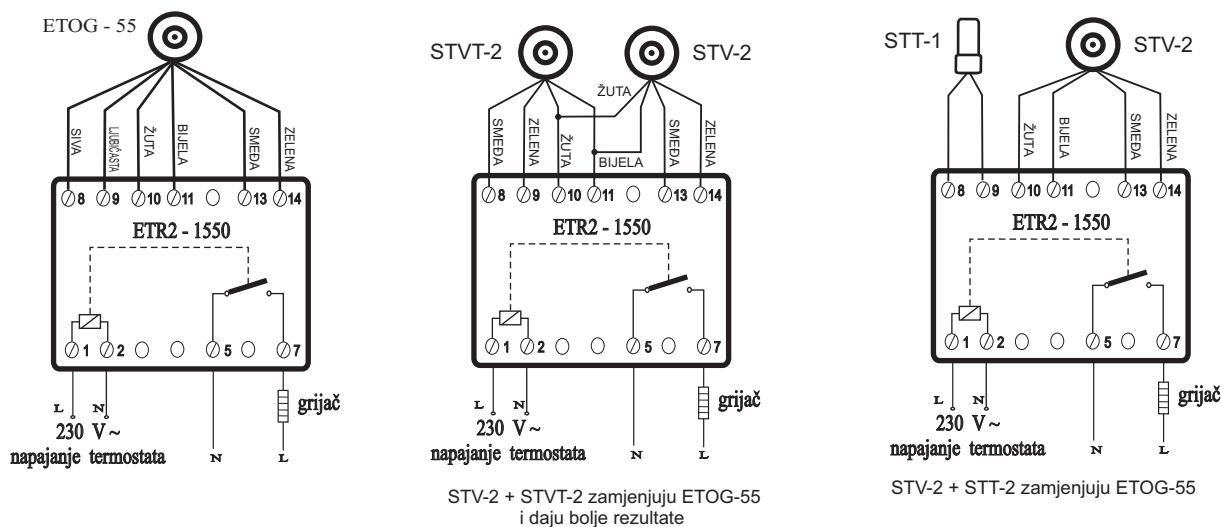 ETOG - 55
SIVA
LJUBIČASTA
ŽUTA
BIJELA
SMEĐA
ZELENA
8 9 10 11 13 14
ETR2 - 1550
1 2 5 7
L N
230 V ~
napajanje termostata
grijač
N L
STVT-2 STV-2
ŽUTA
SMEĐA
ZELENA
ŽUTA
BIJELA
SMEĐA
ZELENA
8 9 10 11 13 14
ETR2 - 1550
1 2 5 7
L N
230 V ~
napajanje termostata
grijač
N L
STV-2 + STVT-2 zamjenjuju ETOG-55
i daju bolje rezultate
STT-1 STV-2
ŽUTA
BIJELA
SMEĐA
ZELENA
8 9 10 11 13 14
ETR2 - 1550
1 2 5 7
L N
230 V ~
napajanje termostata
grijač
N L
STV-2 + STT-2 zamjenjuju ETOG-55